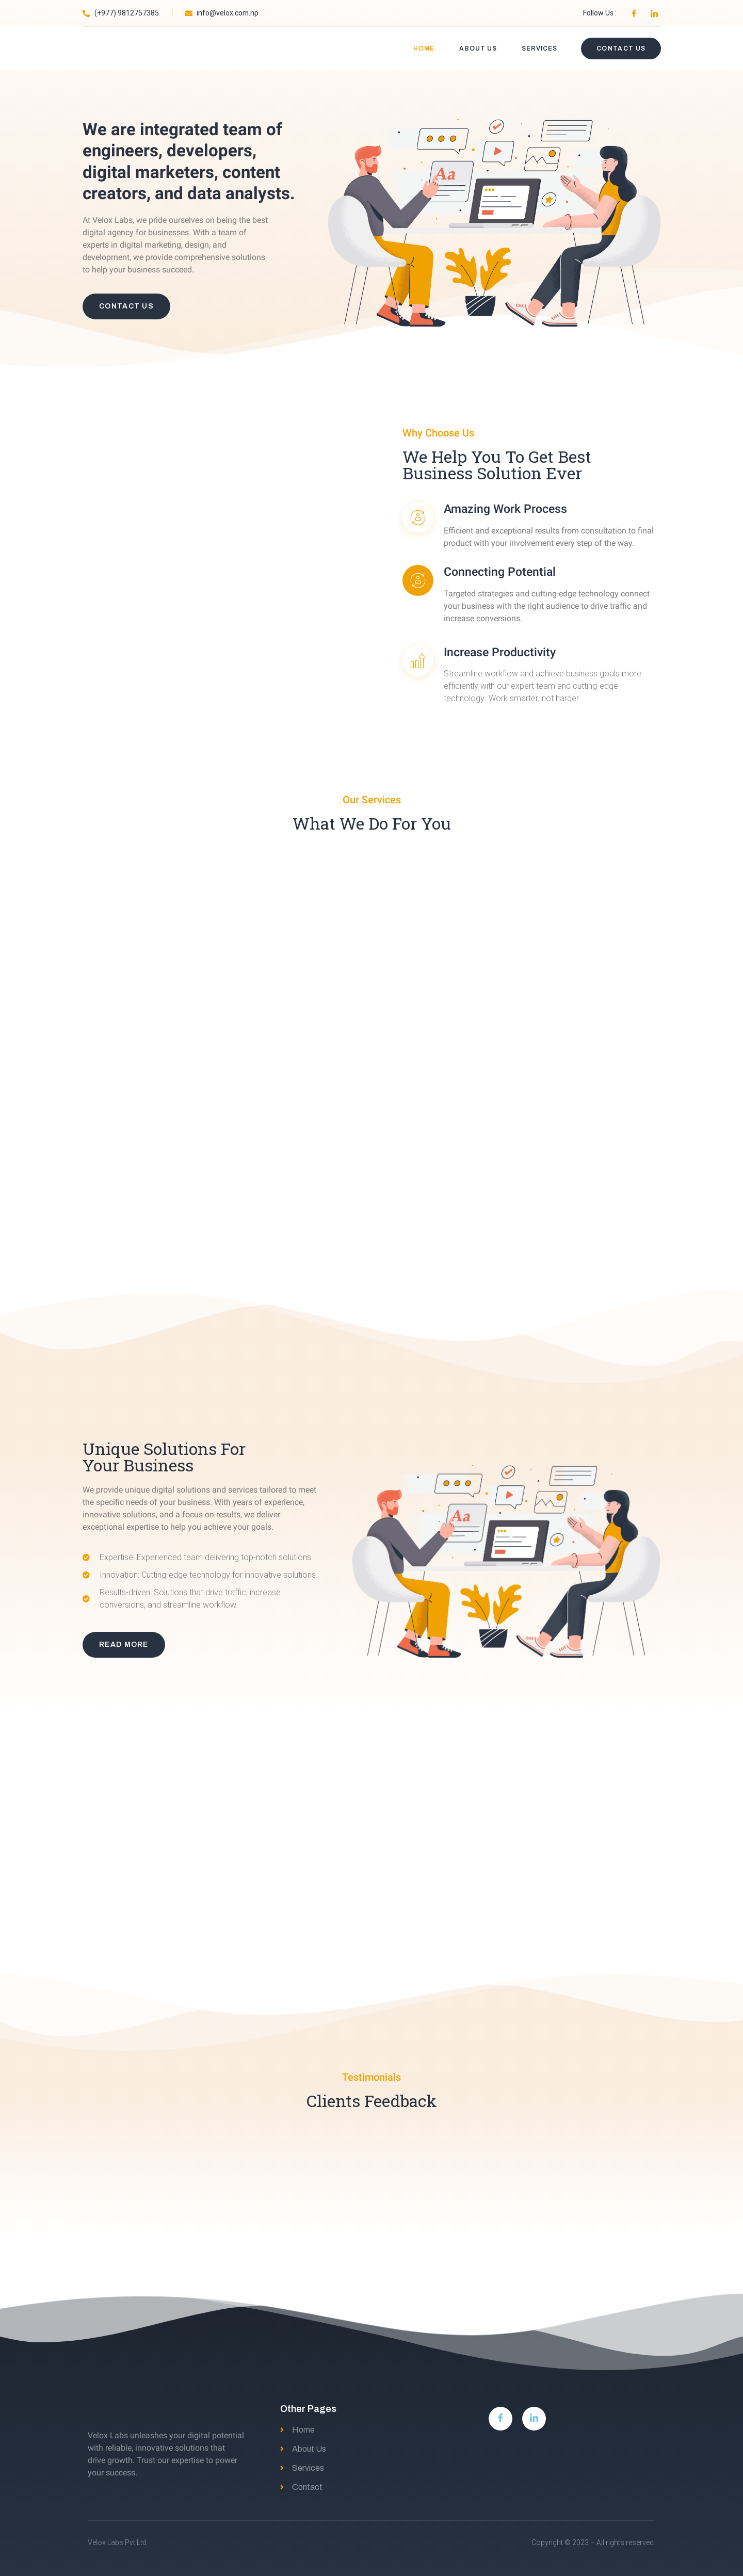 (+977) 9812757385
info@velox.com.np
Follow Us :
HOME
ABOUT US
SERVICES
CONTACT US
We are integrated team of
engineers, developers,
digital marketers, content
creators, and data analysts.
At Velox Labs, we pride ourselves on being the best
digital agency for businesses. With a team of
experts in digital marketing, design, and
development, we provide comprehensive solutions
to help your business succeed.
CONTACT US
Aa
Why Choose Us
We Help You To Get Best
Business Solution Ever
Amazing Work Process
Efficient and exceptional results from consultation to final
product with your involvement every step of the way.
Connecting Potential
Targeted strategies and cutting-edge technology connect
your business with the right audience to drive traffic and
increase conversions.
Increase Productivity
Streamline workflow and achieve business goals more
efficiently with our expert team and cutting-edge
technology. Work smarter, not harder.
Our Services
What We Do For You
Unique Solutions For
Your Business
We provide unique digital solutions and services tailored to meet
the specific needs of your business. With years of experience,
innovative solutions, and a focus on results, we deliver
exceptional expertise to help you achieve your goals.
Expertise: Experienced team delivering top-notch solutions
Innovation: Cutting-edge technology for innovative solutions.
Results-driven: Solutions that drive traffic, increase
conversions, and streamline workflow.
READ MORE
Aa
Testimonials
Clients Feedback
Velox Labs unleashes your digital potential
with reliable, innovative solutions that
drive growth. Trust our expertise to power
your success.
Other Pages
Home
About Us
Services
Contact
Velox Labs Pvt.Ltd
Copyright © 2023 – All rights reserved.